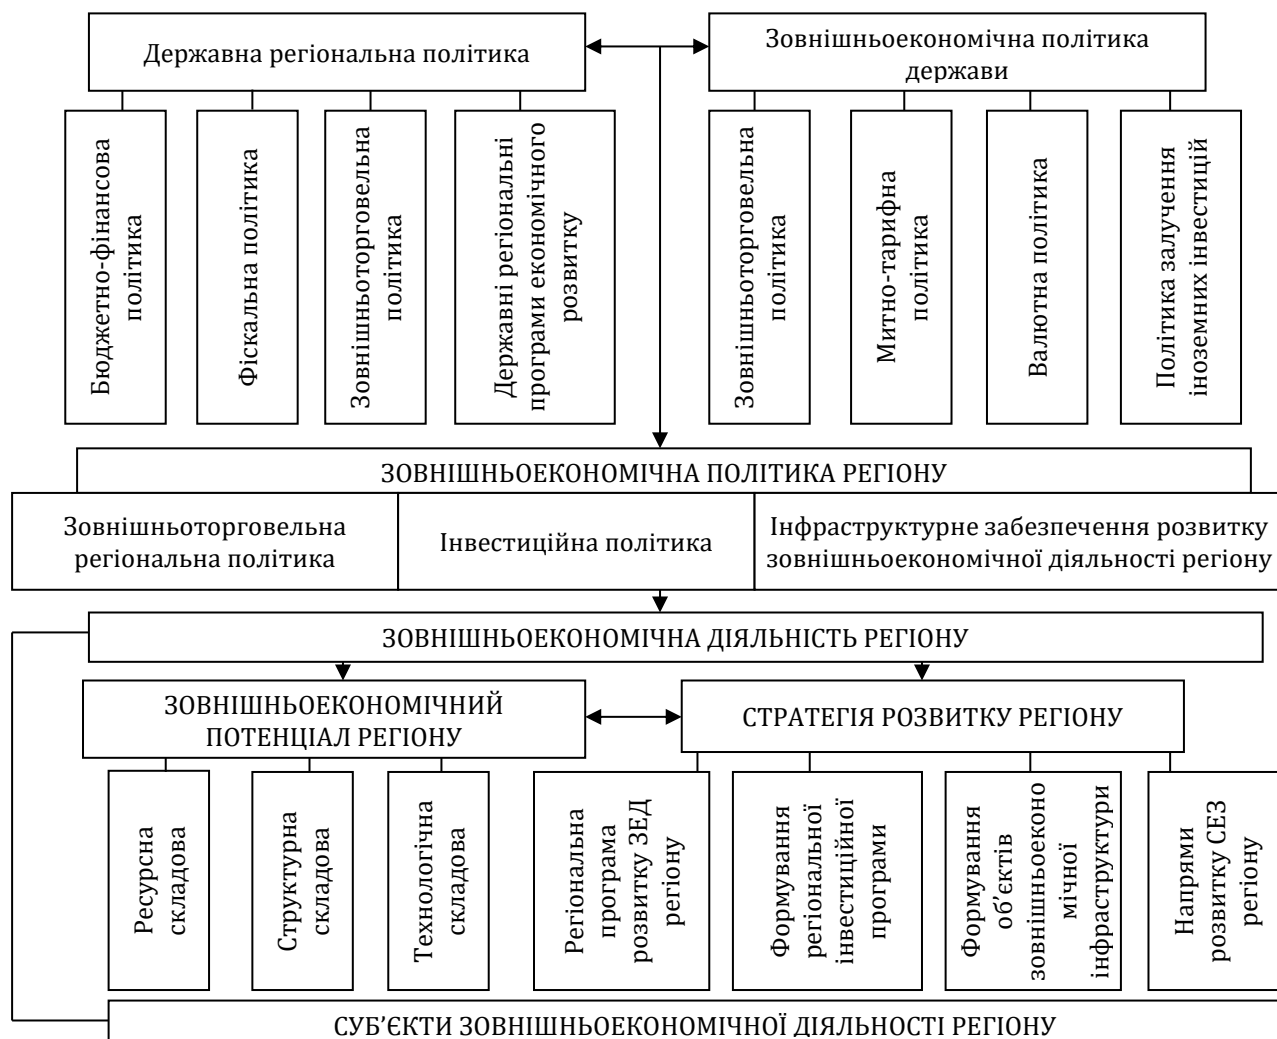 Державна регіональна політика
Зовнішньоекономічна політика
держави
Бюджетно-фінансова
політика
Фіскальна політика
Зовнішньоторговельна
політика
Державні регіональні
програми економічного
розвитку
Зовнішньоторговельна
політика
Митно-тарифна
політика
Валютна політика
Політика залучення
іноземних інвестицій
ЗОВНІШНЬОЕКОНОМІЧНА ПОЛІТИКА РЕГІОНУ
Зовнішньоторговельна
регіональна політика
Інвестиційна політика
Інфраструктурне забезпечення розвитку
зовнішньоекономічної діяльності регіону
ЗОВНІШНЬОЕКОНОМІЧНА ДІЯЛЬНІСТЬ РЕГІОНУ
ЗОВНІШНЬОЕКОНОМІЧНИЙ
ПОТЕНЦІАЛ РЕГІОНУ
СТРАТЕГІЯ РОЗВИТКУ РЕГІОНУ
Ресурсна
складова
Структурна
складова
Технологічна
складова
Регіональна
програма
розвитку ЗЕД
регіону
Формування
регіональної
інвестиційної
програми
Формування
об’єктів
зовнішньоеконо
мічної
інфраструктури
Напрями
розвитку СЕЗ
регіону
СУБ’ЄКТИ ЗОВНІШНЬОЕКОНОМІЧНОЇ ДІЯЛЬНОСТІ РЕГІОНУ